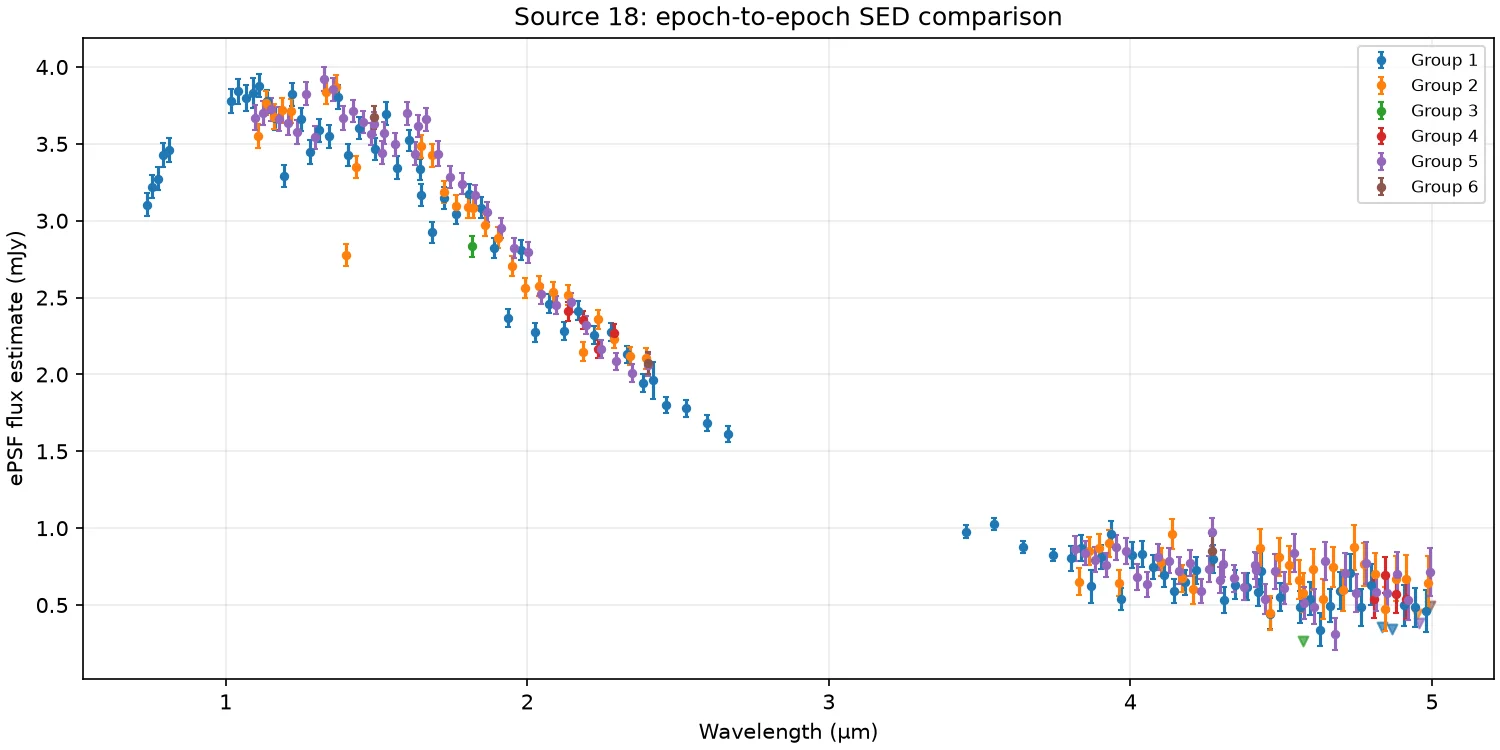 Source 18: epoch-to-epoch SED comparison
ePSF flux estimate (mJy)
4.0
3.5
3.0
2.5
2.0
1.5
1.0
0.5
Group 1
Group 2
Group 3
Group 4
Group 5
Group 6
1 2 3 4 5
Wavelength (μm)